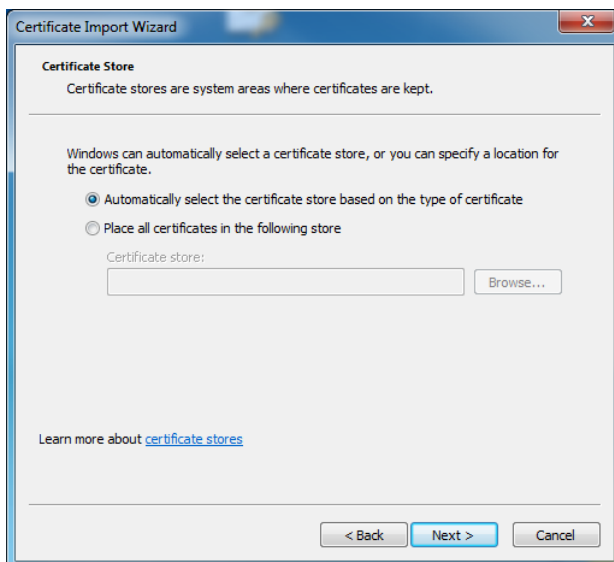 Certificate Import Wizard
Certificate Store
Certificate stores are system areas where certificates are kept.
Windows can automatically select a certificate store, or you can specify a location for
the certificate.
Automatically select the certificate store based on the type of certificate
Place all certificates in the following store
Certificate store:
Browse...
Learn more about certificate stores
< Back Next > Cancel